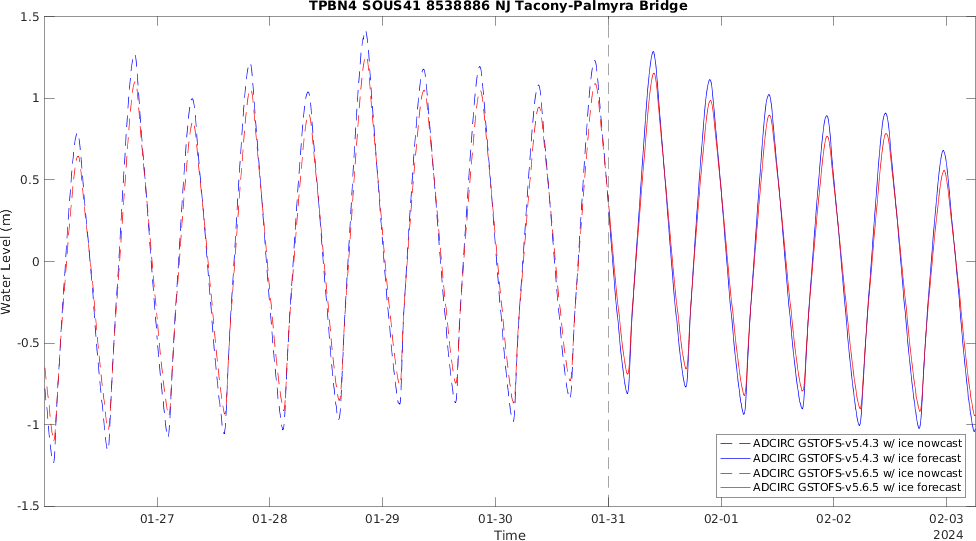 TPBN4 SOUS41 8538886 NJ Tacony-Palmyra Bridge
1.5
1
0.5
0
-0.5
-1
-1.5
Water Level (m)
ADCIRC GSTOFS-v5.4.3 w/ ice nowcast
ADCIRC GSTOFS-v5.4.3 w/ ice forecast
ADCIRC GSTOFS-v5.6.5 w/ ice nowcast
ADCIRC GSTOFS-v5.6.5 w/ ice forecast
01-27 01-28 01-29 01-30 01-31 02-01 02-02 02-03
Time
2024